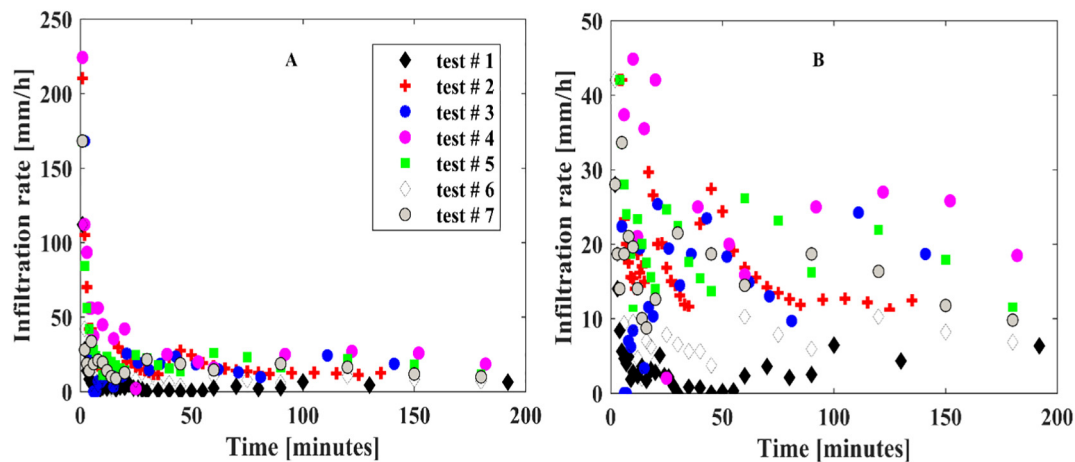 A
Infiltration rate [mm/h]
250
200
150
100
50
0
0 50 100 150 200
Time [minutes]
test # 1
test # 2
test # 3
test # 4
test # 5
test # 6
test # 7
B
Infiltration rate [mm/h]
50
40
30
20
10
0
0 50 100 150 200
Time [minutes]